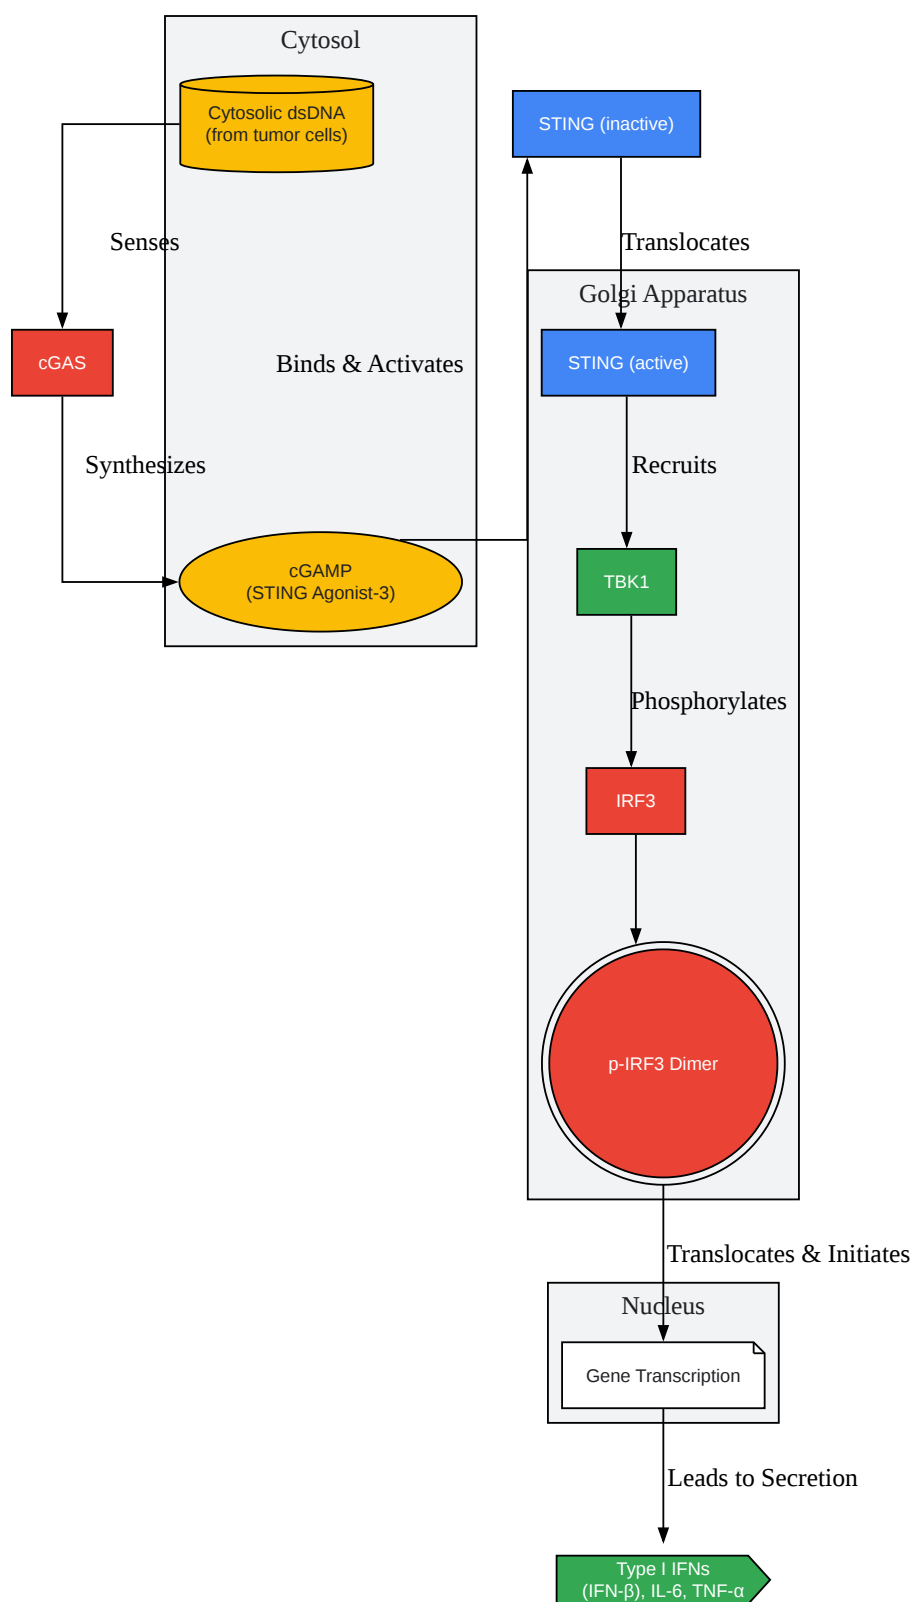 Cytosol
Cytosolic dsDNA
(from tumor cells)
STING (inactive)
Senses
Translocates
Golgi Apparatus
cGAS
Binds & Activates
STING (active)
Synthesizes
Recruits
cGAMP
(STING Agonist-3)
TBK1
Phosphorylates
IRF3
p-IRF3 Dimer
Translocates & Initiates
Nucleus
Gene Transcription
Leads to Secretion
Type I IFNs
(IFN-β), IL-6, TNF-α